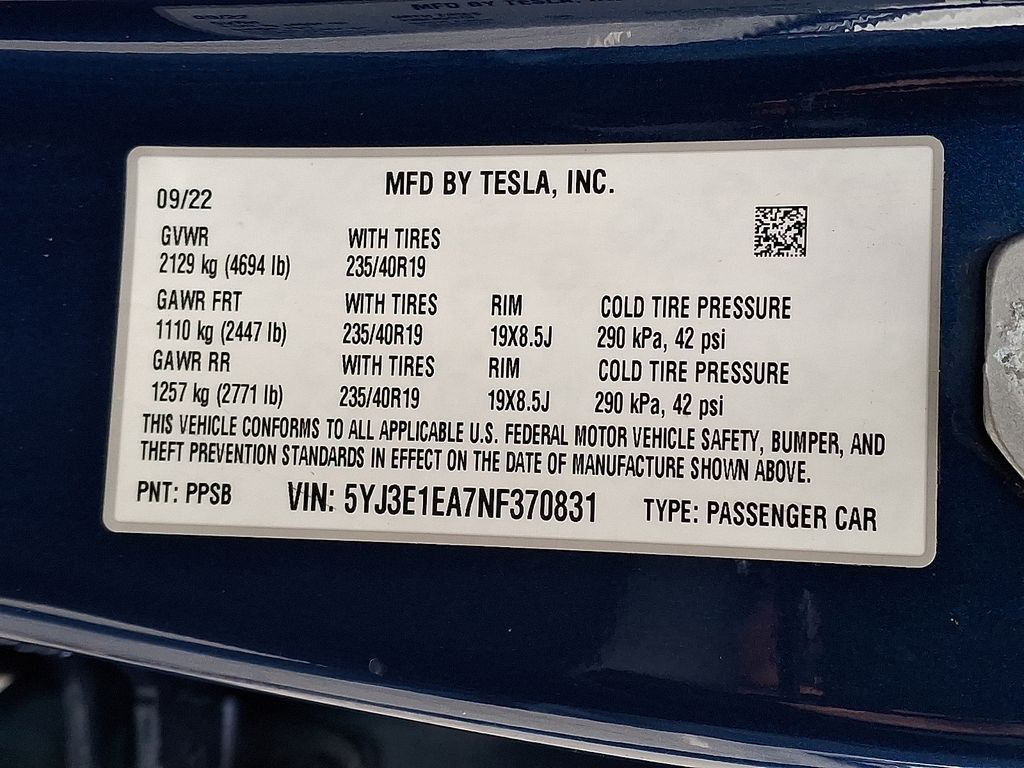 MFD BY TESLA, INC.
09/22
GVWR WITH TIRES
2129 kg (4694 lb) 235/40R19
GAWR FRT WITH TIRES RIM COLD TIRE PRESSURE
1110 kg (2447 lb) 235/40R19 19X8.5J 290 kPa, 42 psi
GAWR RR WITH TIRES RIM COLD TIRE PRESSURE
1257 kg (2771 lb) 235/40R19 19X8.5J 290 kPa, 42 psi
THIS VEHICLE CONFORMS TO ALL APPLICABLE U.S. FEDERAL MOTOR VEHICLE SAFETY, BUMPER, AND
THEFT PREVENTION STANDARDS IN EFFECT ON THE DATE OF MANUFACTURE SHOWN ABOVE.
PNT: PPSB VIN: 5YJ3E1EA7NF370831 TYPE: PASSENGER CAR